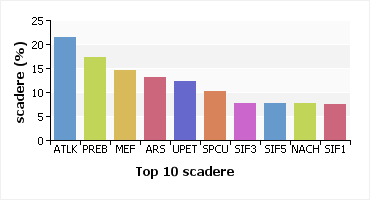 scadere (%)
25
20
15
10
5
0
ATLK PREB MEF ARS UPET SPCU SIF3 SIF5 NACH SIF1
Top 10 scadere